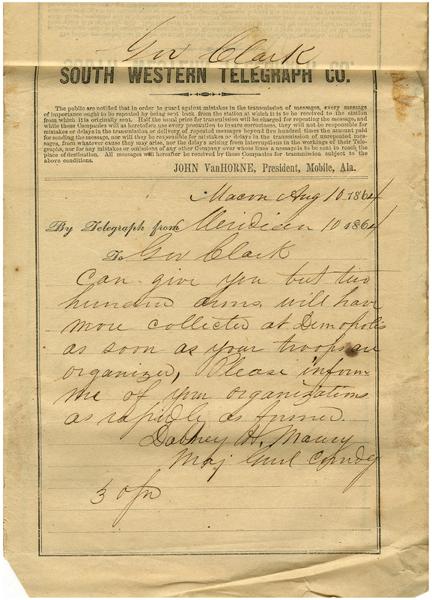 Gov Clark
SOUTH WESTERN TELEGRAPH CO.
The public are notified that in order to guard against mistakes in the transmission of messages, every message
of importance ought to be repeated by being sent back from the station at which it is to be received to the station
from which it is originally sent. Half the usual price for transmission will be charged for repeating the message, and
while these Companies will as heretofore use every precaution to insure correctness, they will not be responsible for
mistakes or delays in the transmission or delivery of repeated messages beyond five hundred times the amount paid
for sending the message, nor will they be responsible for mistakes or delays in the transmission of unrepeated mes-
sages, from whatever cause they may arise, nor for delays arising from interruptions in the workings of their Tele-
graphs, nor for any mistakes or omissions of any other Company over whose lines a message is to be sent to reach the
place of destination. All messages will hereafter be received by these Companies for transmission subject to the
above conditions.
JOHN VanHORNE, President, Mobile, Ala.
Macon Aug 10 1864
By Telegraph from Meridian 10 1864
To Gov Clark
Can give you but two
hundred arms. will have
more collected at Demopolis
as soon as your troops are
organized, Please inform
me of your organizations
as rapidly as formed.
Dabney H. Maury
Maj Genl Comdg